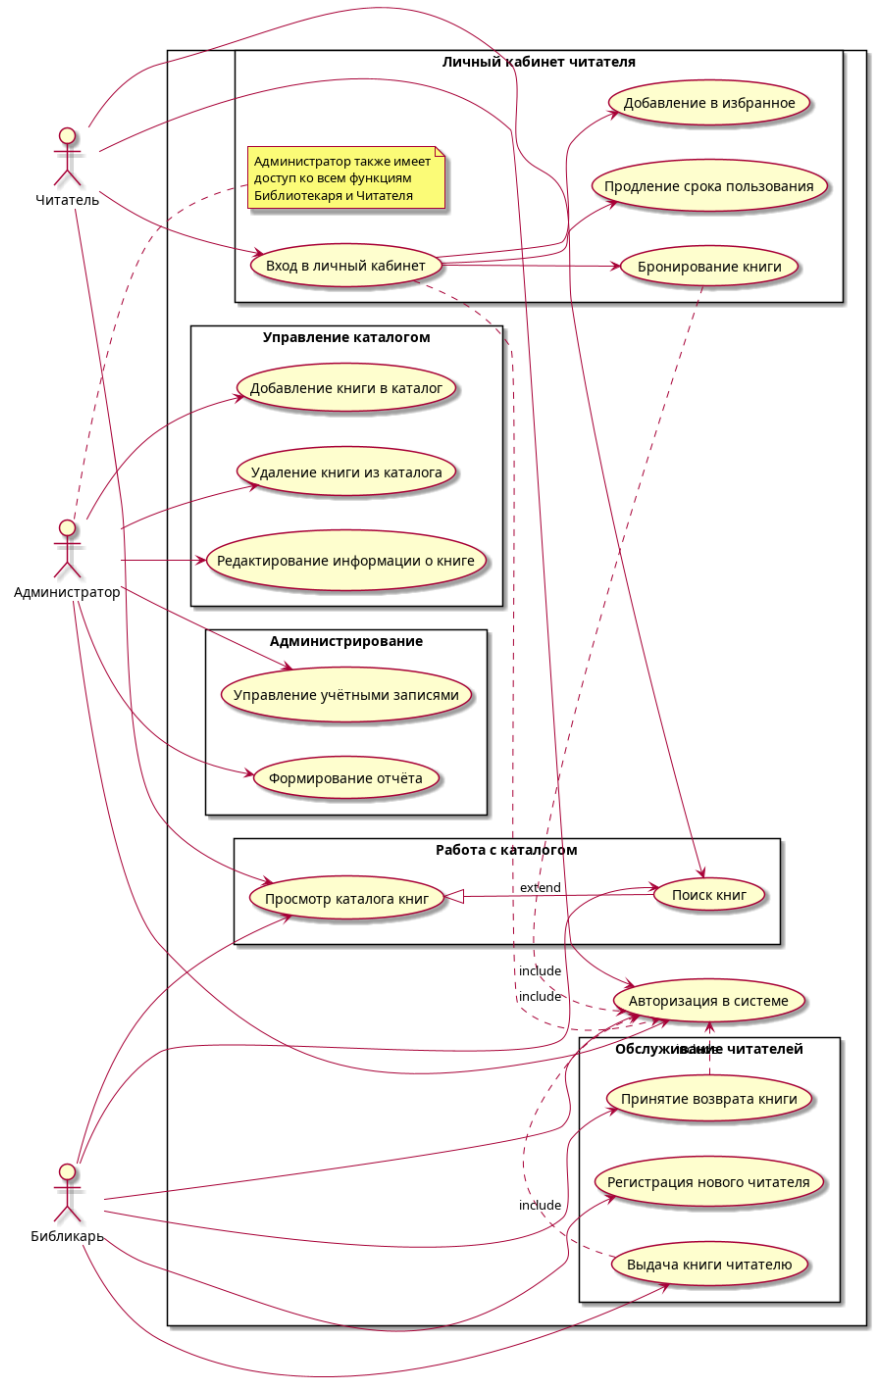 Личный кабинет читателя
Добавление в избранное
Читатель
Администратор также имеет
доступ ко всем функциям
Библиотекаря и Читателя
Продление срока пользования
Вход в личный кабинет
Бронирование книги
Управление каталогом
Добавление книги в каталог
Удаление книги из каталога
Редактирование информации о книге
Администратор
Администрирование
Управление учётными записями
Формирование отчёта
Работа с каталогом
Просмотр каталога книг
extend
Поиск книг
include
include
Авторизация в системе
Обслуживание читателей
include
Принятие возврата книги
Регистрация нового читателя
Библикарь
include
Выдача книги читателю